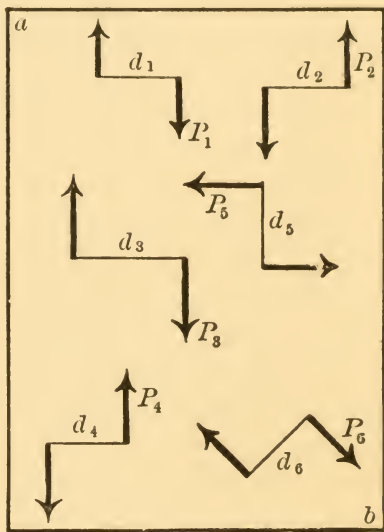 a
d₁
d₂
P₂
P₁
P₅
d₅
d₃
P₃
P₄
d₄
P₆
d₆
b